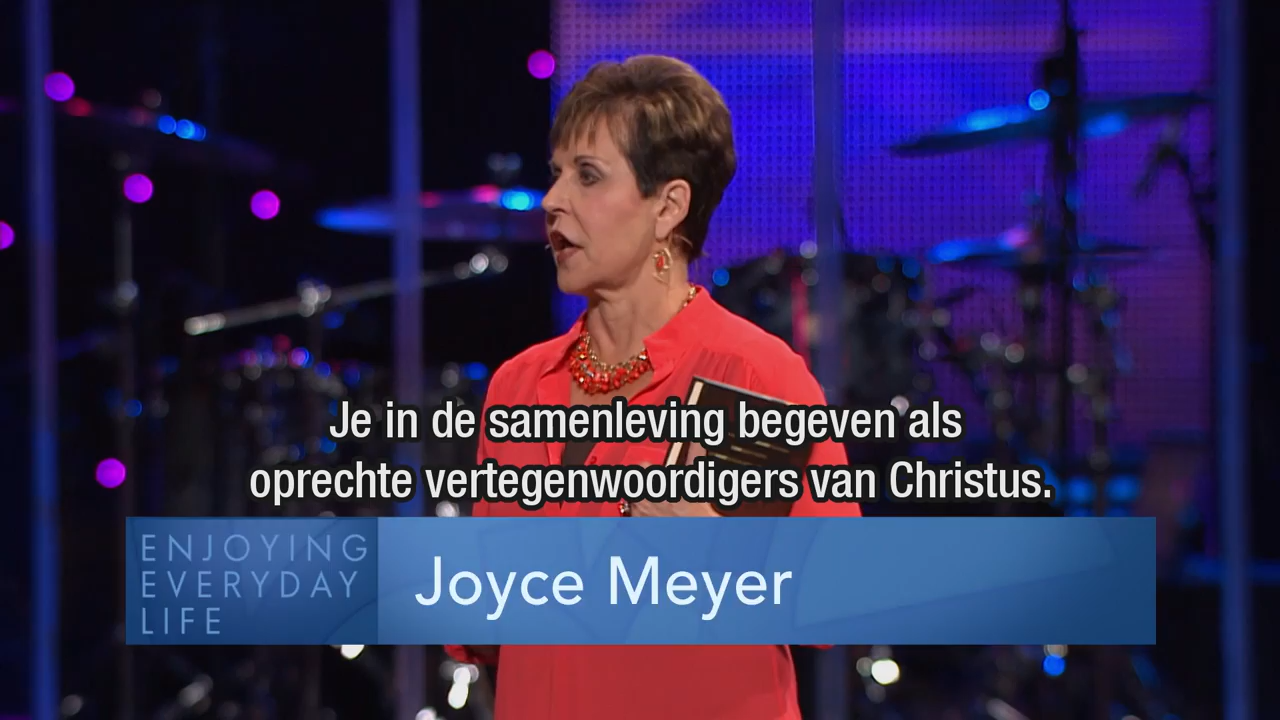 Je in de samenleving begeven als
oprechte vertegenwoordigers van Christus.
ENJOYING
EVERYDAY
LIFE
Joyce Meyer